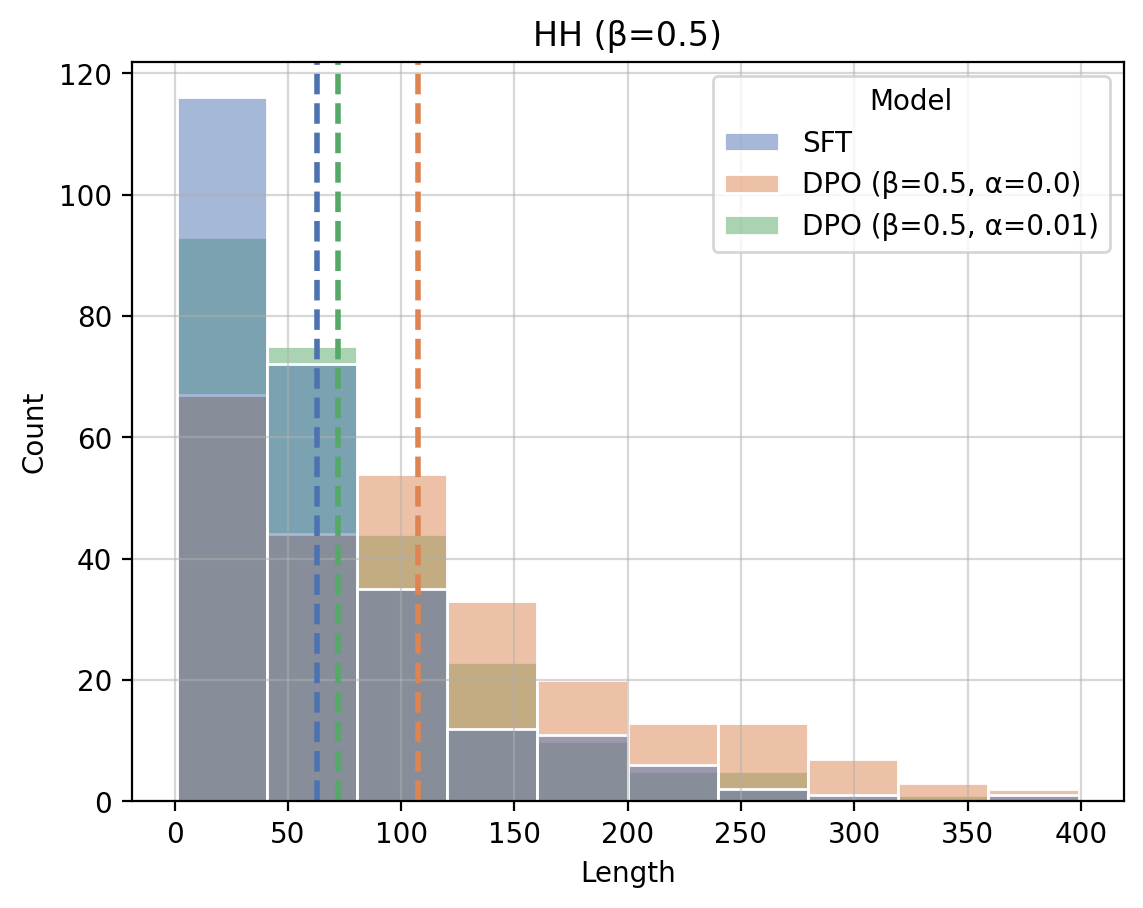 HH (β=0.5)
Model
SFT
DPO (β=0.5, α=0.0)
DPO (β=0.5, α=0.01)
Count
120
100
80
60
40
20
0
0 50 100 150 200 250 300 350 400
Length